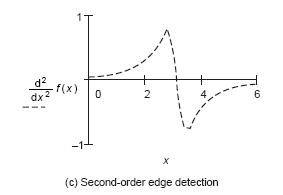 1
d²
dx² f(x)
0 2 4 6
–1
x
(c) Second-order edge detection